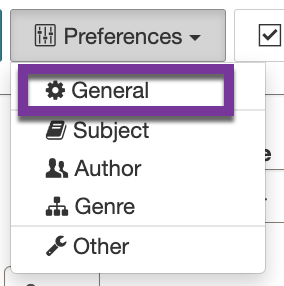 Preferences
General
Subject
Author
Genre
Other